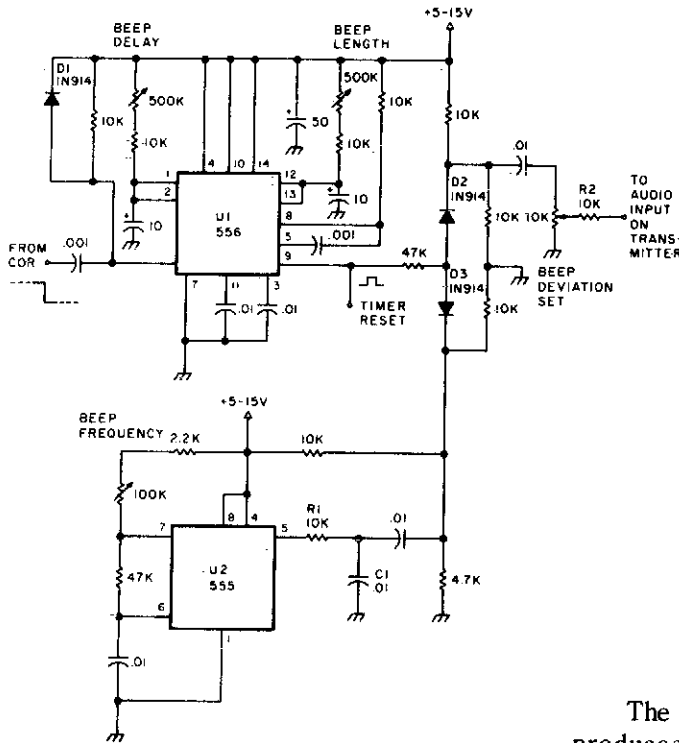 +5-15V
BEEP
DELAY
BEEP
LENGTH
D1
IN914
500K
10K
10K
50
500K
10K
10K
10K
.01
D2
IN914
R2
10K
TO
AUDIO
INPUT
ON
TRANS-
MITTER
4
10
14
1
2
12
13
8
5
9
U1
556
10
10
.001
FROM
COR
.001
47K
10K
10K
D3
IN914
BEEP
DEVIATION
SET
10K
TIMER
RESET
7
11
3
.01
.01
+5-15V
BEEP
FREQUENCY
2.2K
10K
100K
8
4
7
5
R1
10K
.01
U2
555
47K
6
C1
.01
4.7K
1
.01
The